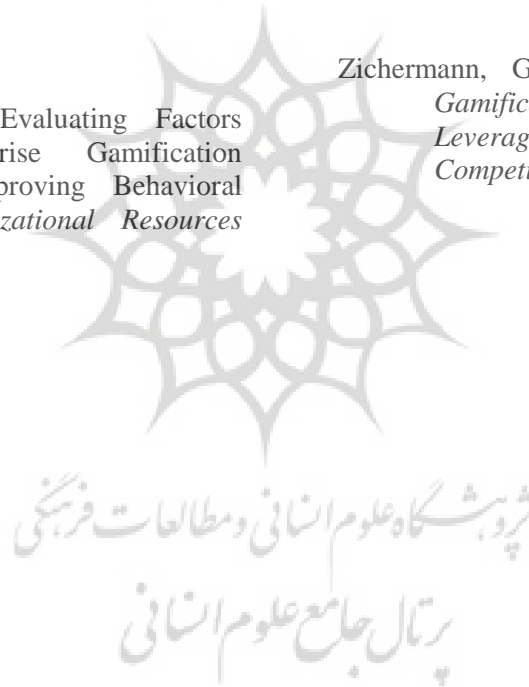 Evaluating Factors
rise Gamification
proving Behavioral
zational Resources
Zichermann, G
Gamific
Leverag
Competi
پژوهشگاه علوم انسانی و مطالعات فرهنگی
پرتال جامع علوم انسانی